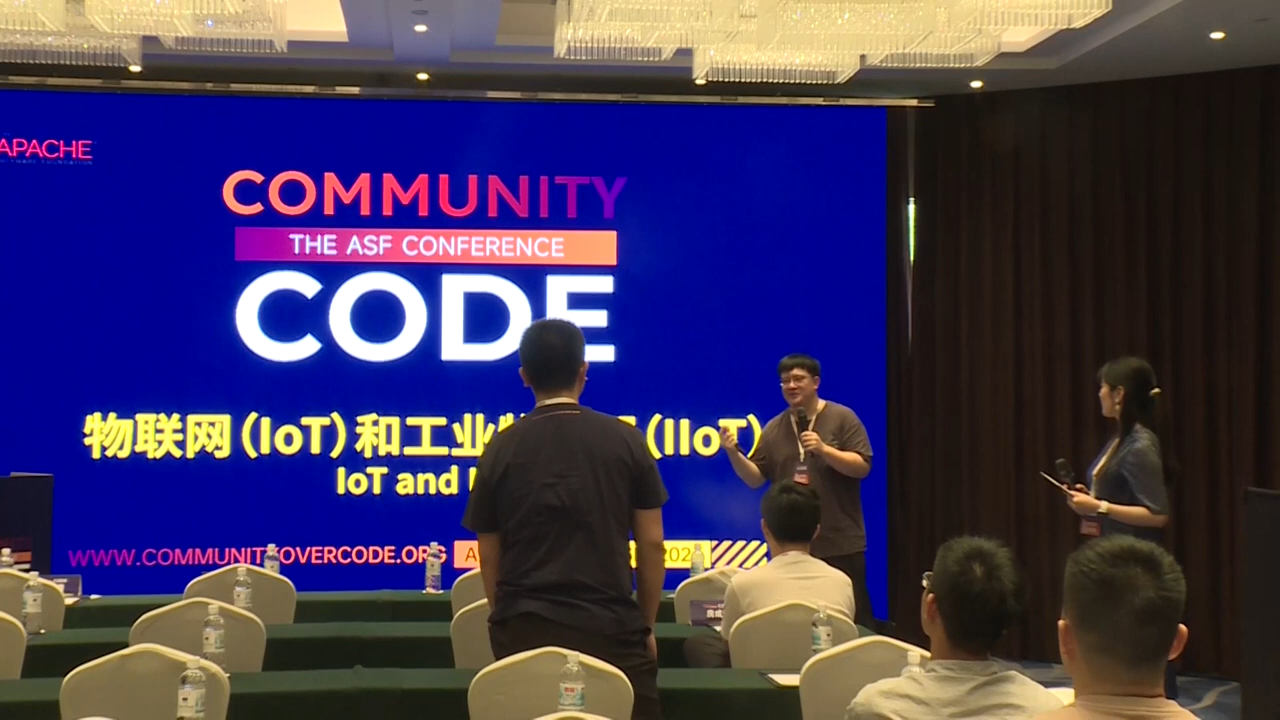 APACHE
COMMUNITY
THE ASF CONFERENCE
CODE
物联网（IoT）和工业物 （IIoT）
IoT and
WWW.COMMUNITYOVERCODE.ORG